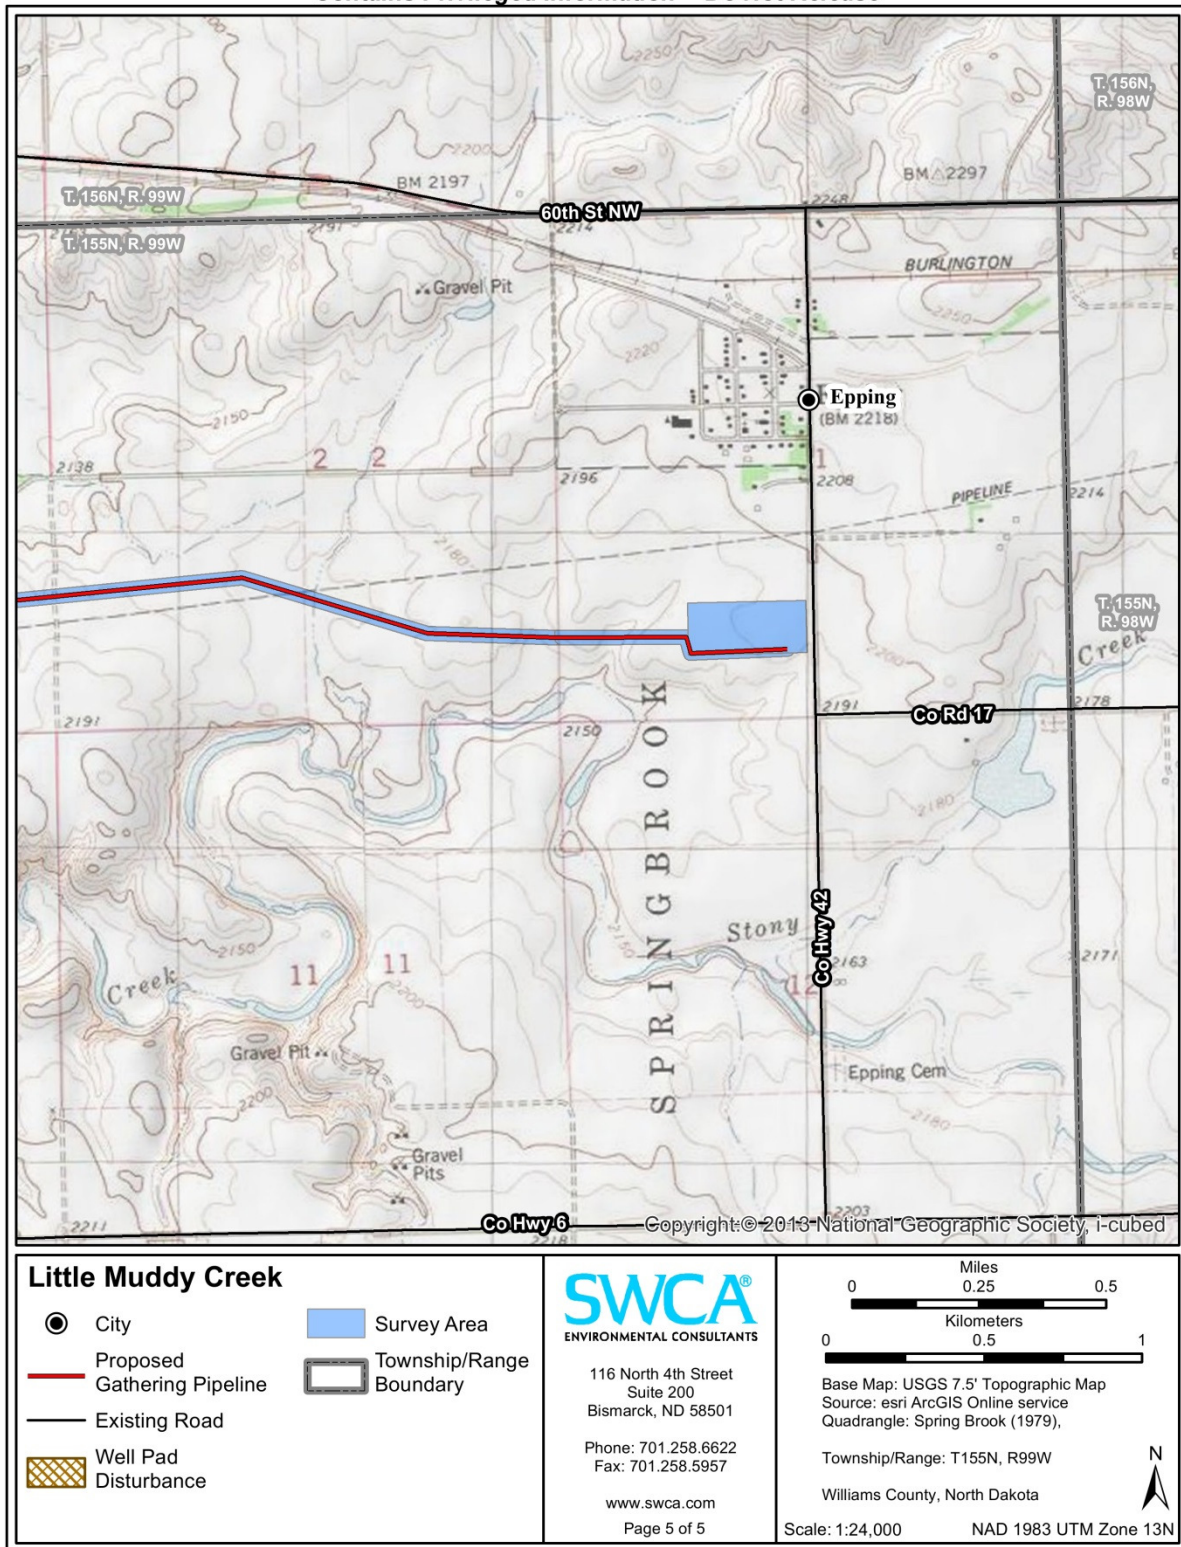 2250
T. 156N,
R. 98W
2200
BM 2197
BM 2297
2248
T. 156N, R. 99W
60th St NW
T. 155N, R. 99W
2191
2214
BURLINGTON
Gravel Pit
2250
2220
Epping
(BM 2218)
2150
2 2
1
2138
2196
2208
PIPELINE
2214
2180
T. 155N,
R. 98W
Creek
2200
2191
2150
2191
Co Rd 17
2178
2180
SPRINGBROOK
Stony
Co Hwy 42
2150
2150
2163
2171
Creek
11 11
12
2200
Gravel Pit
Epping Cem
2200
2180
Gravel
Pits
2211
Co Hwy 6
2218
2203
Copyright:© 2013 National Geographic Society, i-cubed
Little Muddy Creek
City
Proposed
Gathering Pipeline
Existing Road
Well Pad
Disturbance
Survey Area
Township/Range
Boundary
SWCA®
ENVIRONMENTAL CONSULTANTS
116 North 4th Street
Suite 200
Bismarck, ND 58501
Phone: 701.258.6622
Fax: 701.258.5957
www.swca.com
Page 5 of 5
Miles
0 0.25 0.5
Kilometers
0 0.5 1
Base Map: USGS 7.5' Topographic Map
Source: esri ArcGIS Online service
Quadrangle: Spring Brook (1979),
Township/Range: T155N, R99W
Williams County, North Dakota
N
Scale: 1:24,000 NAD 1983 UTM Zone 13N